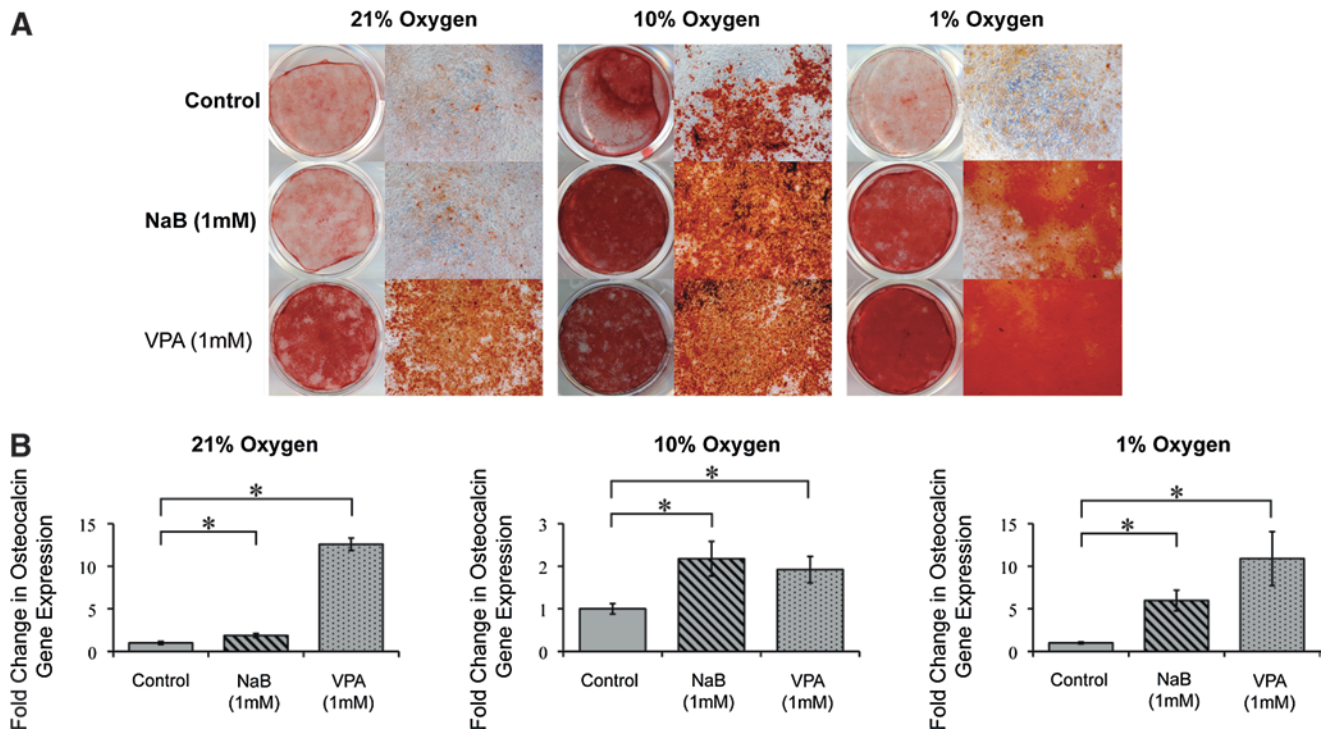 A
21% Oxygen
10% Oxygen
1% Oxygen
Control
NaB (1mM)
VPA (1mM)
B
21% Oxygen
Fold Change in Osteocalcin
Gene Expression
15
10
5
0
*
*
Control
NaB
(1mM)
VPA
(1mM)
10% Oxygen
Fold Change in Osteocalcin
Gene Expression
3
2
1
0
*
*
Control
NaB
(1mM)
VPA
(1mM)
1% Oxygen
Fold Change in Osteocalcin
Gene Expression
15
10
5
0
*
*
Control
NaB
(1mM)
VPA
(1mM)